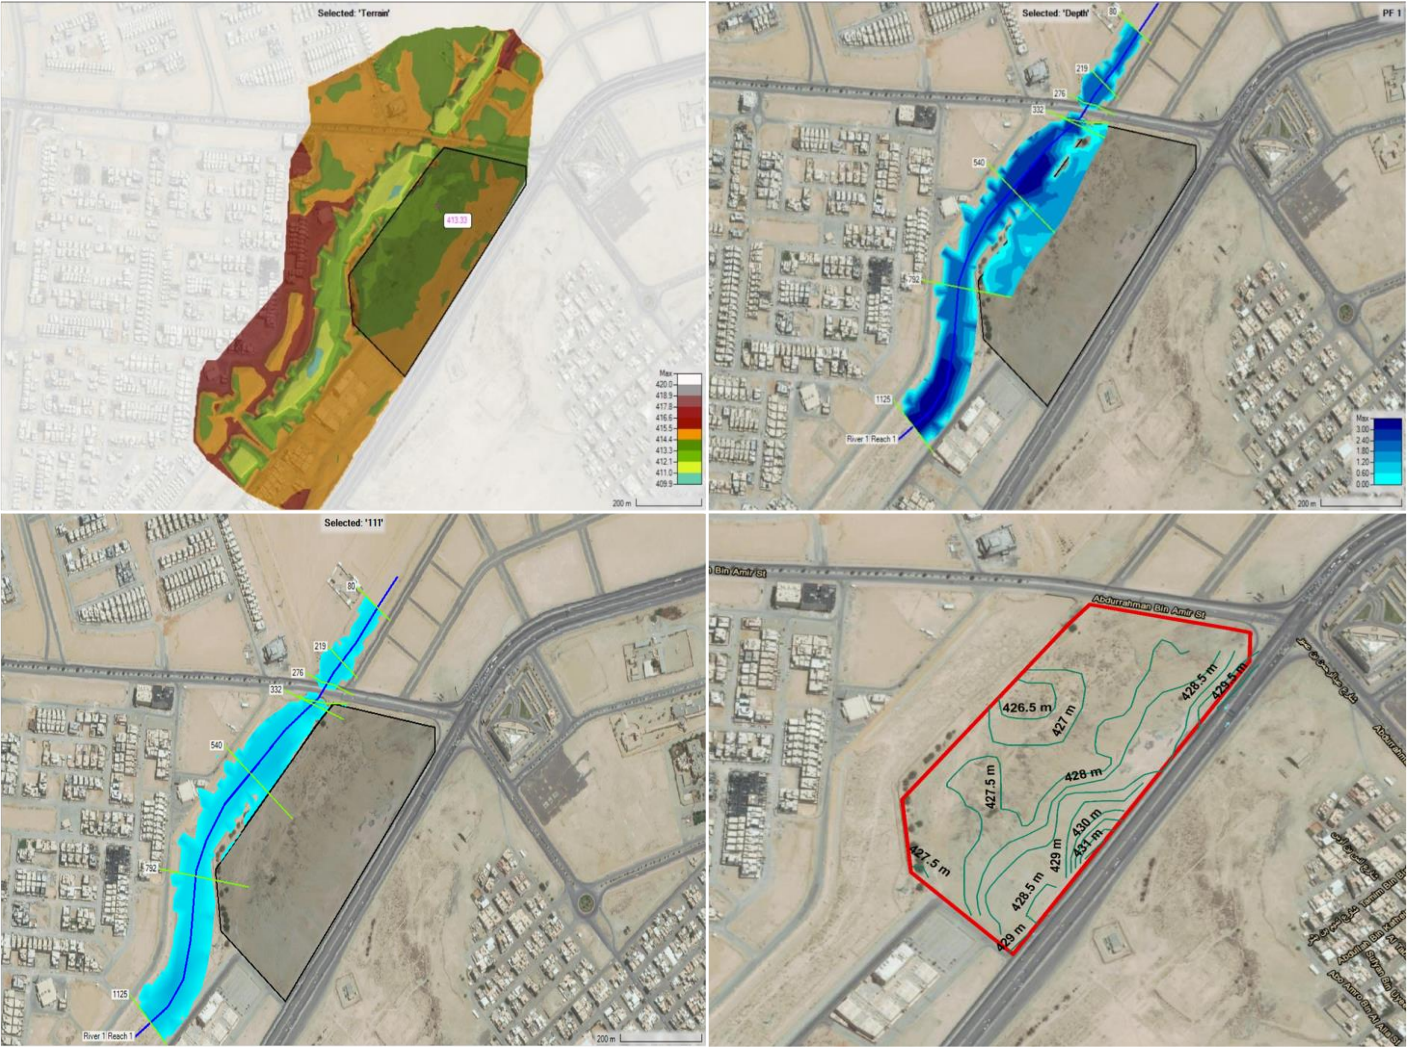 Selected: 'Terrain'
413.33
Max
420.0
418.9
417.8
416.6
415.5
414.4
413.3
412.1
411.0
409.9
200 m
Selected: 'Depth'
PF 1
80
219
276
332
540
792
1125
River 1 Reach 1
Max
3.00
2.40
1.80
1.20
0.60
0.00
200 m
Selected: '111'
80
219
276
332
540
792
1125
River 1 Reach 1
200 m
Bin Amir St
Abdurrahman Bin Amir St
426.5 m
427 m
428.5 m
429.5 m
428 m
427.5 m
430 m
431 m
429 m
427.5 m
428.5 m
429 m